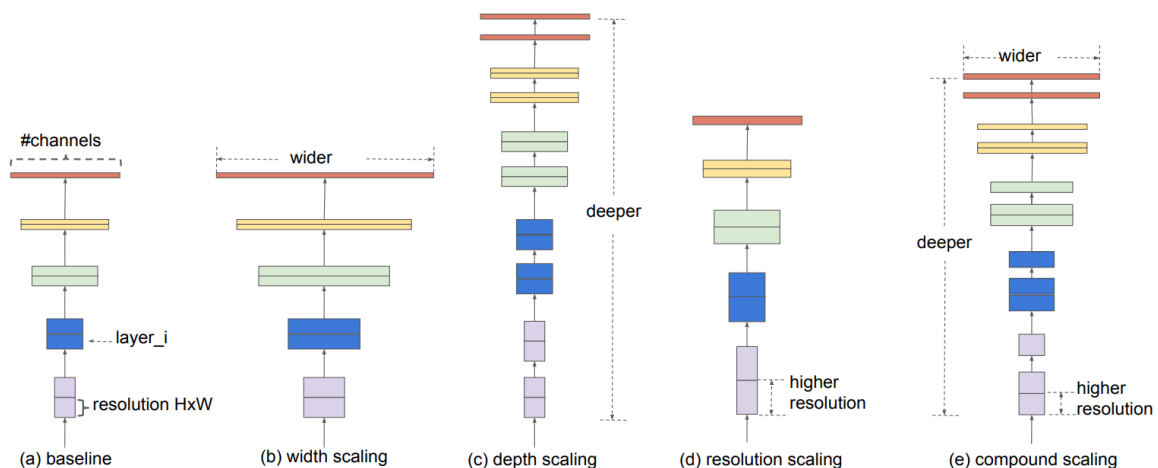 #channels
layer_i
resolution HxW
(a) baseline
wider
(b) width scaling
deeper
(c) depth scaling
higher
resolution
(d) resolution scaling
wider
deeper
higher
resolution
(e) compound scaling